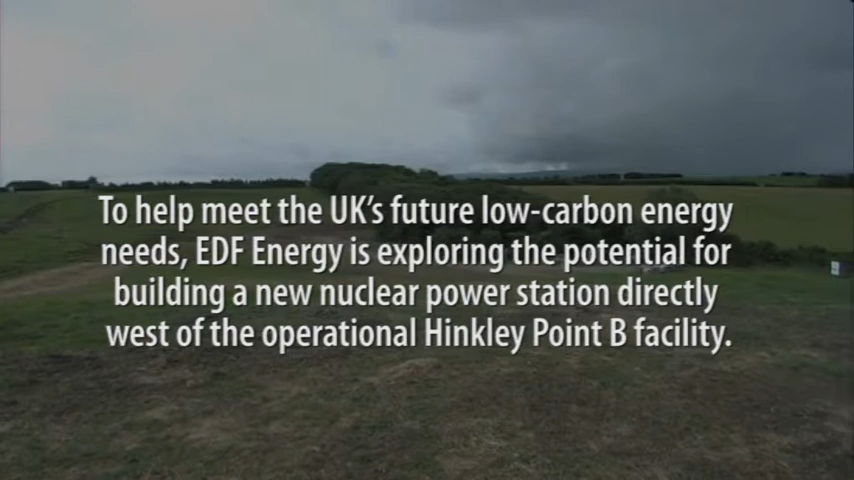 To help meet the UK's future low-carbon energy
needs, EDF Energy is exploring the potential for
building a new nuclear power station directly
west of the operational Hinkley Point B facility.